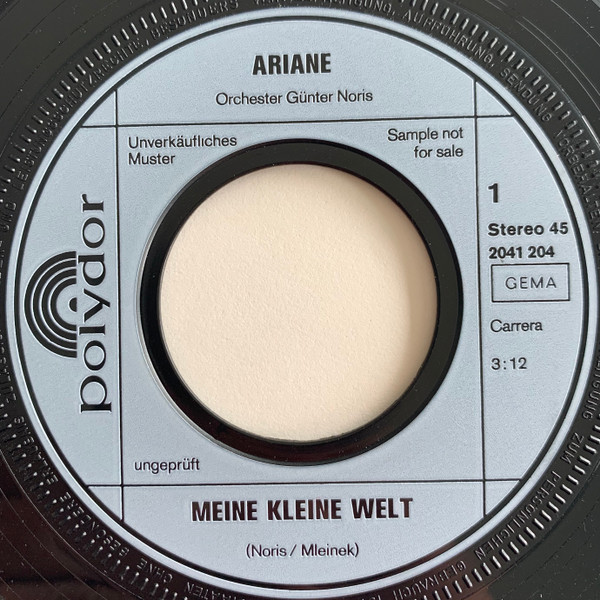 ARIANE
Orchester Günter Noris
Unverkäufliches
Muster
Sample not
for sale
1
Stereo 45
2041 204
GEMA
Carrera
3:12
polydor
ungeprüft
MEINE KLEINE WELT
(Noris / Mleinek)